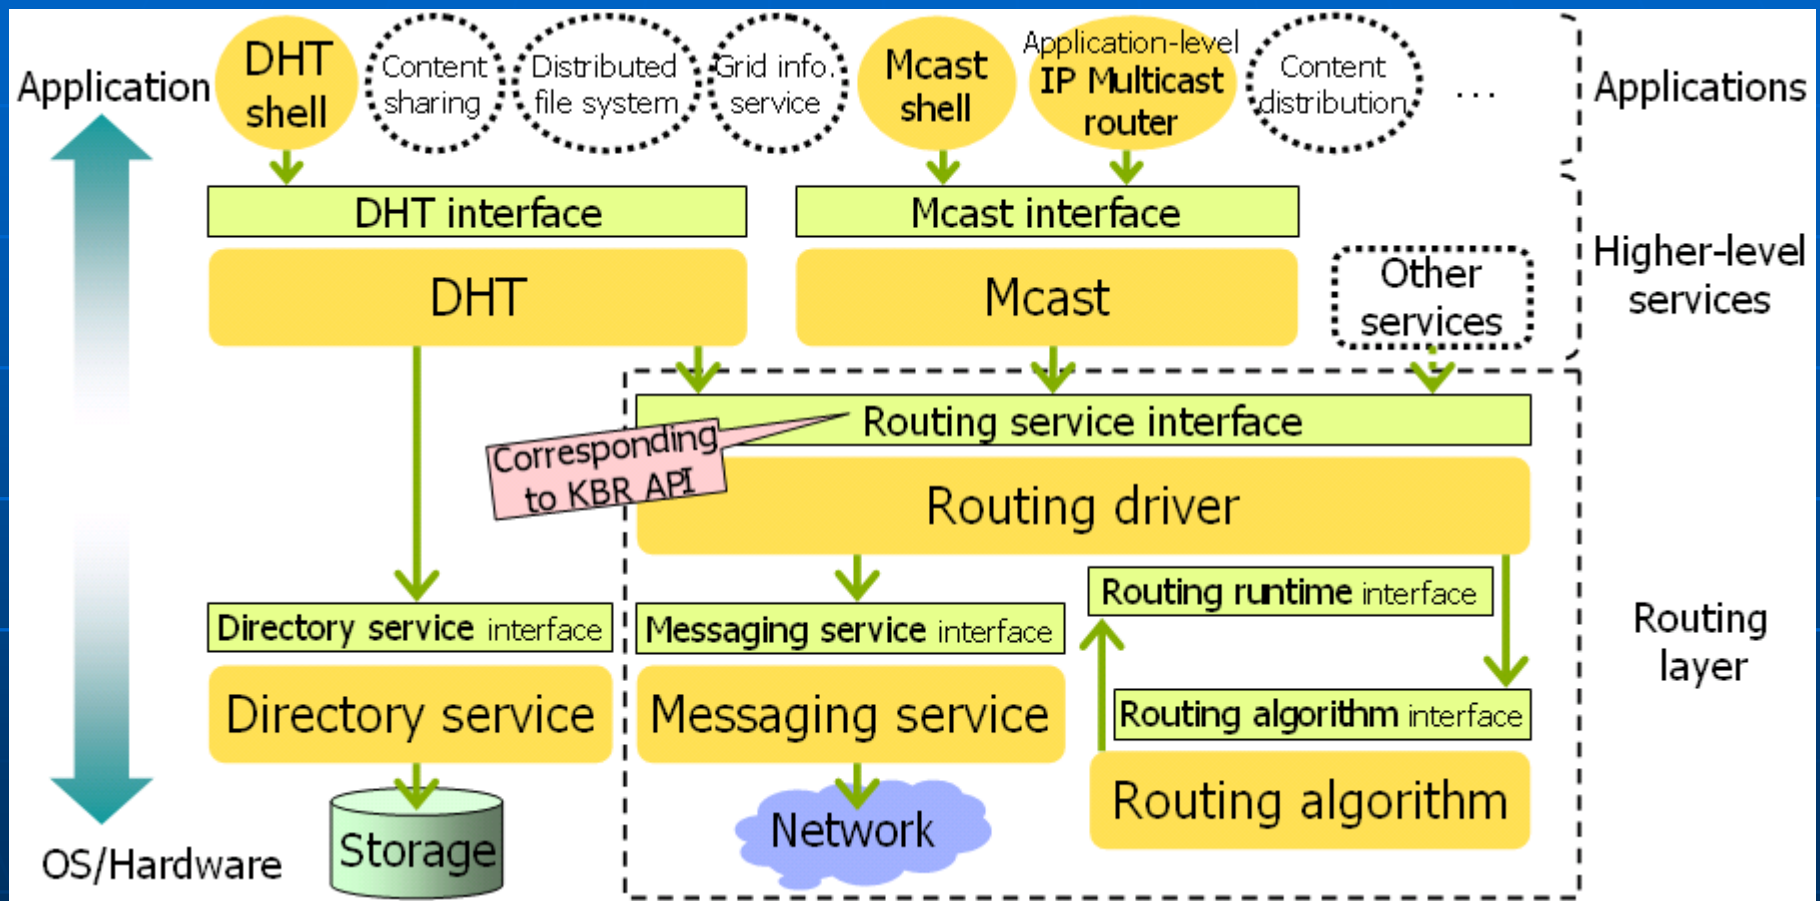 Application
DHT
shell
Content
sharing
Distributed
file system
Grid info.
service
Mcast
shell
Application-level
IP Multicast
router
Content
distribution
...
Applications
DHT interface
Mcast interface
DHT
Mcast
Other
services
Higher-level
services
Routing service interface
Corresponding
to KBR API
Routing driver
Directory service interface
Messaging service interface
Routing runtime interface
Routing algorithm interface
Directory service
Messaging service
Routing algorithm
Routing
layer
Storage
Network
OS/Hardware